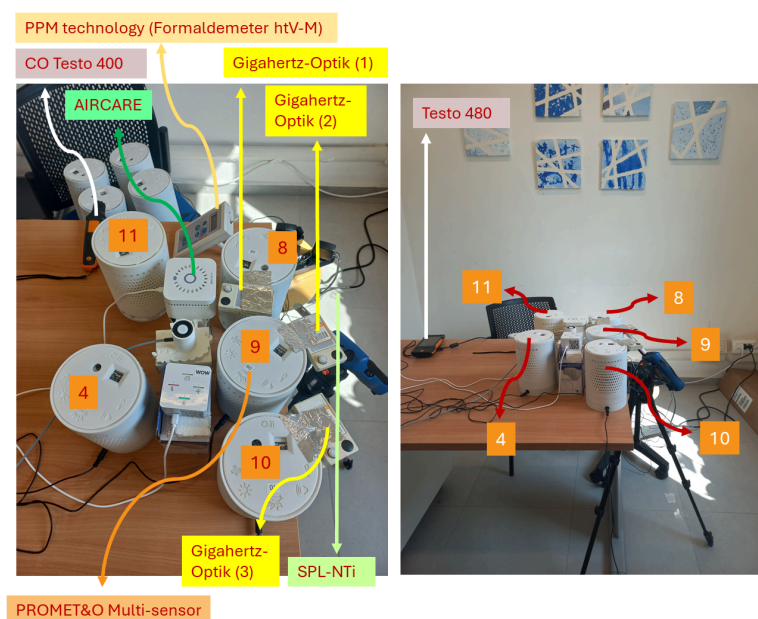 PPM technology (Formaldemeter htV-M)
CO Testo 400
Gigahertz-Optik (1)
AIRCARE
Gigahertz-
Optik (2)
Testo 480
11
8
9
4
WOW
10
11
8
9
4
10
Gigahertz-
Optik (3)
SPL-NTi
PROMET&O Multi-sensor